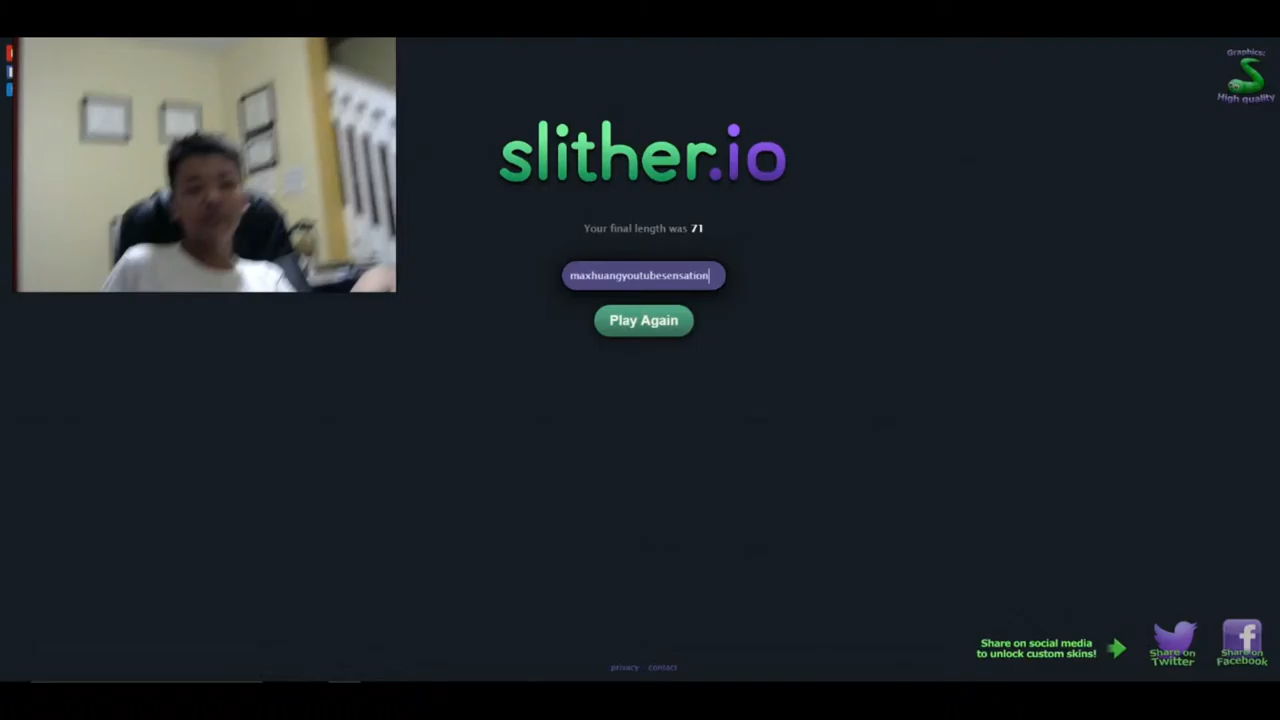 Graphics:
High quality
slither.io
Your final length was 71
maxhuangyoutubesensation
Play Again
Share on social media
to unlock custom skins!
Share on
Twitter
Share on
Facebook
privacy contact